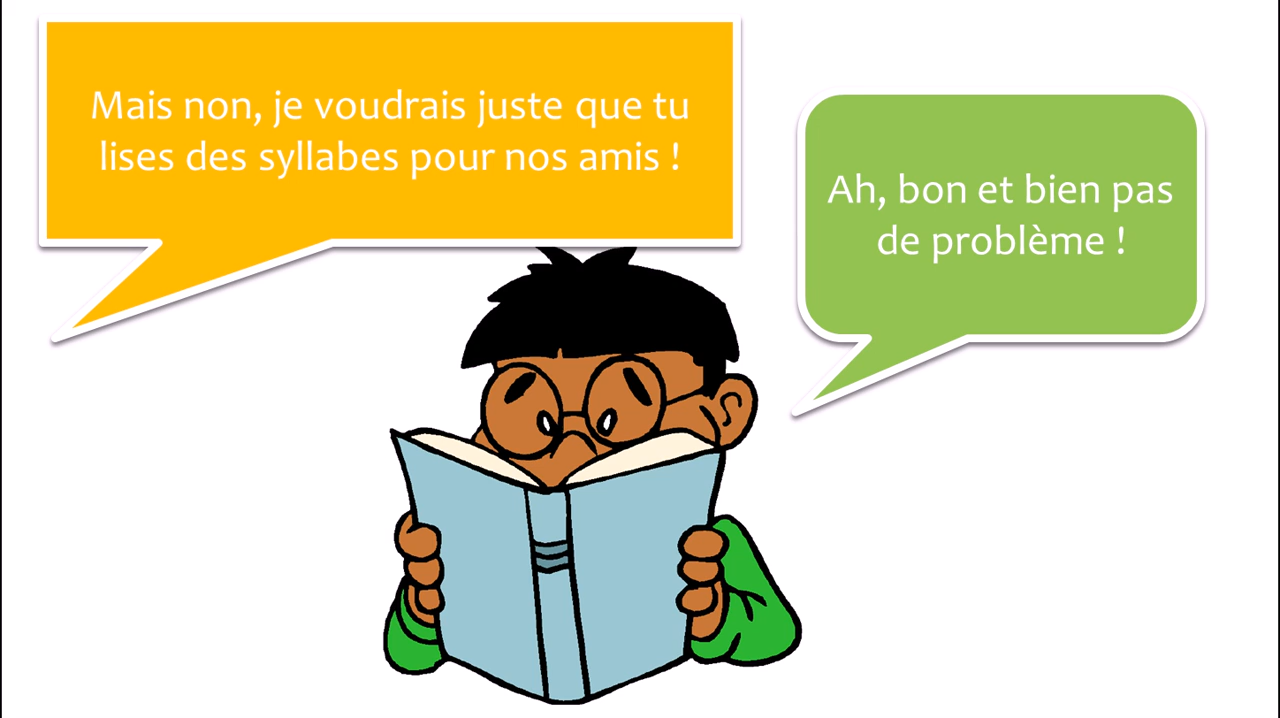 Mais non, je voudrais juste que tu
lises des syllabes pour nos amis !
Ah, bon et bien pas
de problème !